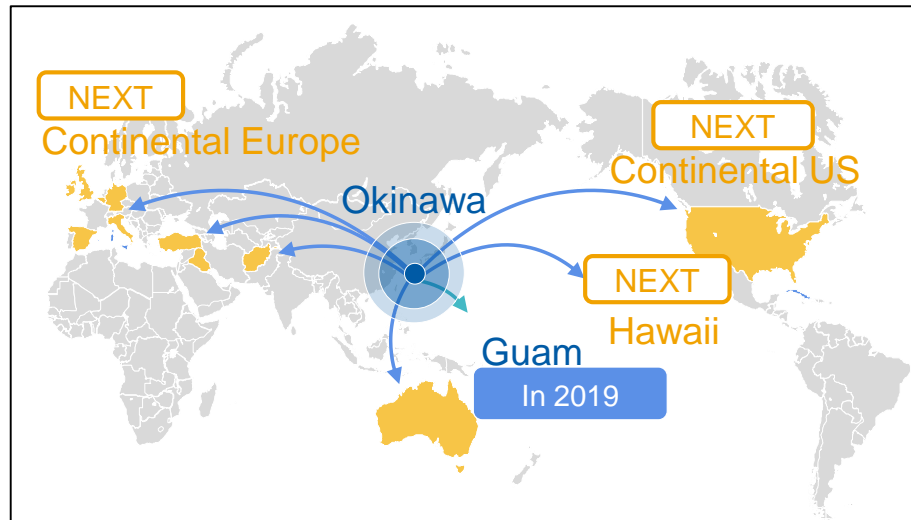 NEXT
Continental Europe
NEXT
Continental US
Okinawa
NEXT
Hawaii
Guam
In 2019